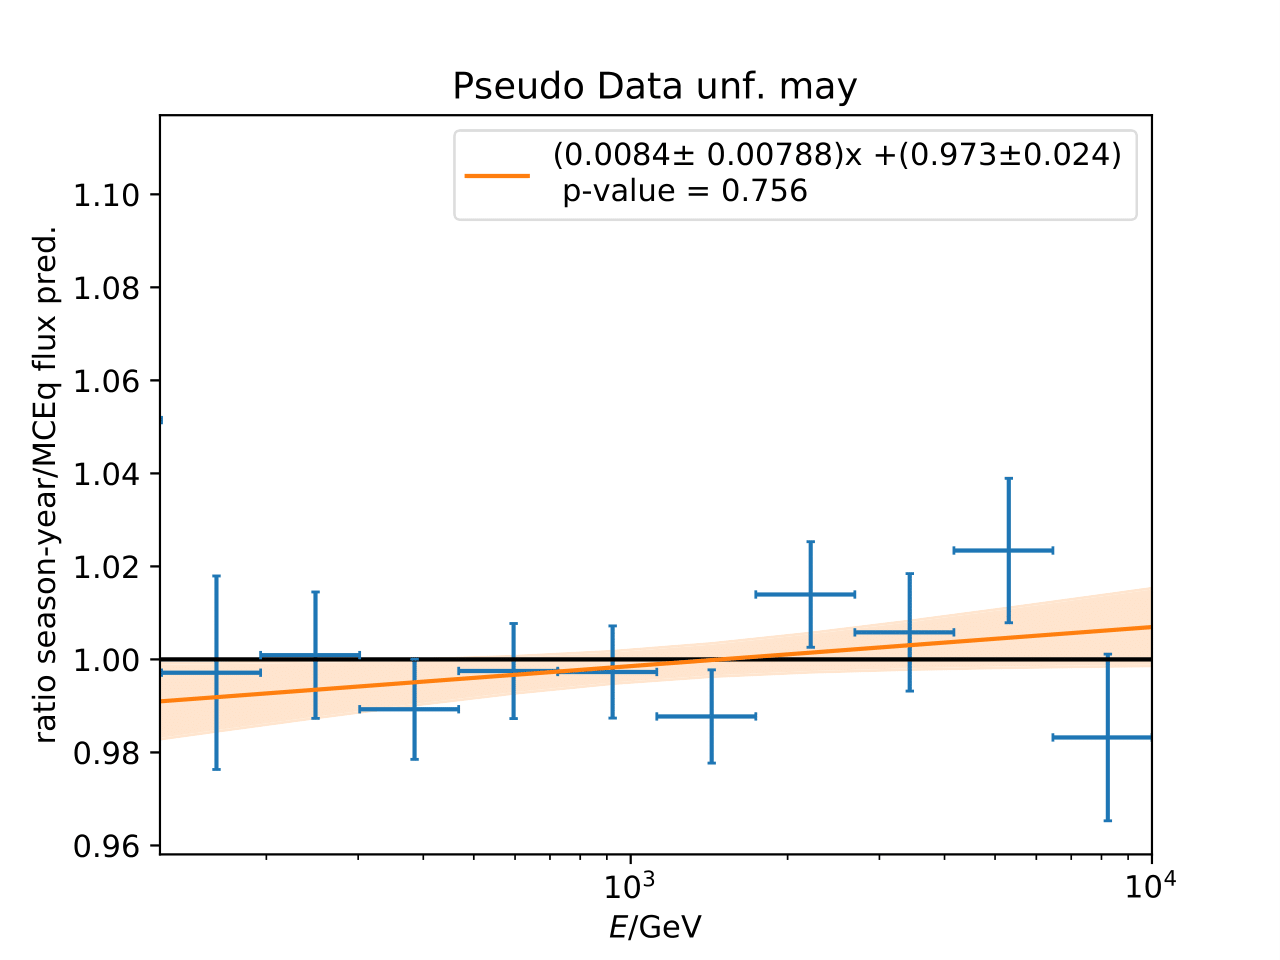 Pseudo Data unf. may
(0.0084± 0.00788)x +(0.973±0.024)
p-value = 0.756
ratio season-year/MCEq flux pred.
1.10
1.08
1.06
1.04
1.02
1.00
0.98
0.96
10³
10⁴
E/GeV